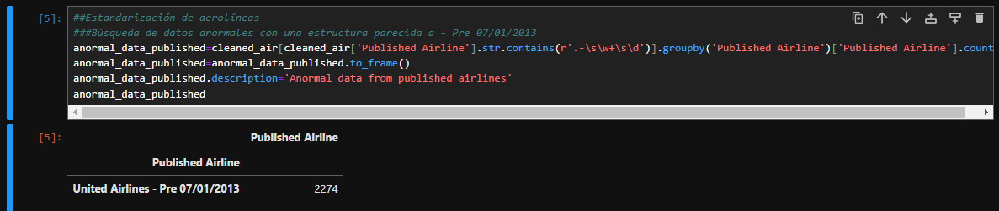 [5]:
##Estandarización de aerolíneas
###Búsqueda de datos anormales con una estructura parecida a - Pre 07/01/2013
anormal_data_published=cleaned_air[cleaned_air['Published Airline'].str.contains(r'.-\s\w+\s\d')].groupby('Published Airline')['Published Airline'].count
anormal_data_published=anormal_data_published.to_frame()
anormal_data_published.description='Anormal data from published airlines'
anormal_data_published
[5]:
Published Airline
Published Airline
United Airlines - Pre 07/01/2013 2274